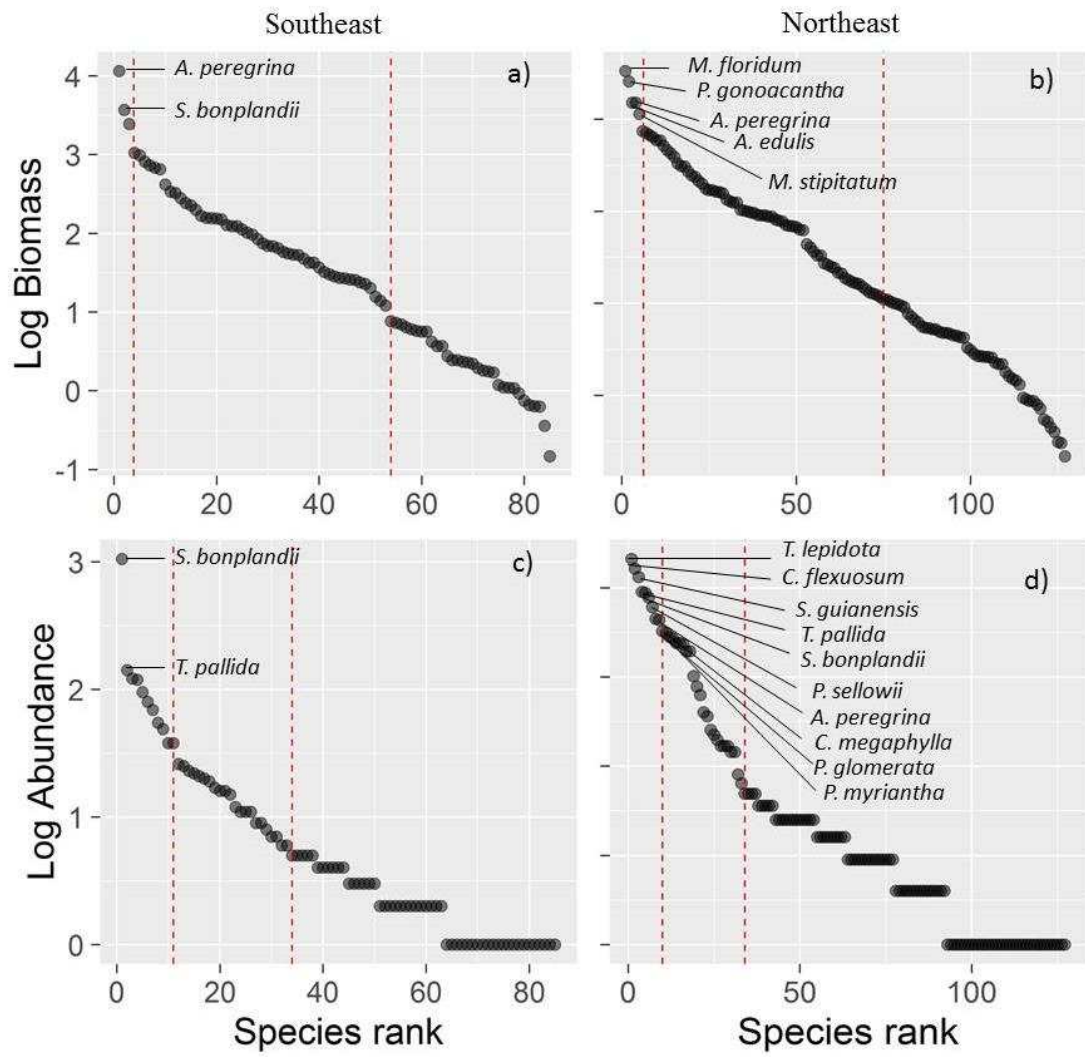 Southeast
Northeast
a)
A. peregrina
S. bonplandii
Log Biomass
4
3
2
1
0
-1
0
20
40
60
80
b)
M. floridum
P. gonoacantha
A. peregrina
A. edulis
M. stipitatum
0
50
100
c)
S. bonplandii
T. pallida
Log Abundance
3
2
1
0
0
20
40
60
80
Species rank
d)
T. lepidota
C. flexuosum
S. guianensis
T. pallida
S. bonplandii
P. sellowii
A. peregrina
C. megaphylla
P. glomerata
P. myriantha
0
50
100
Species rank